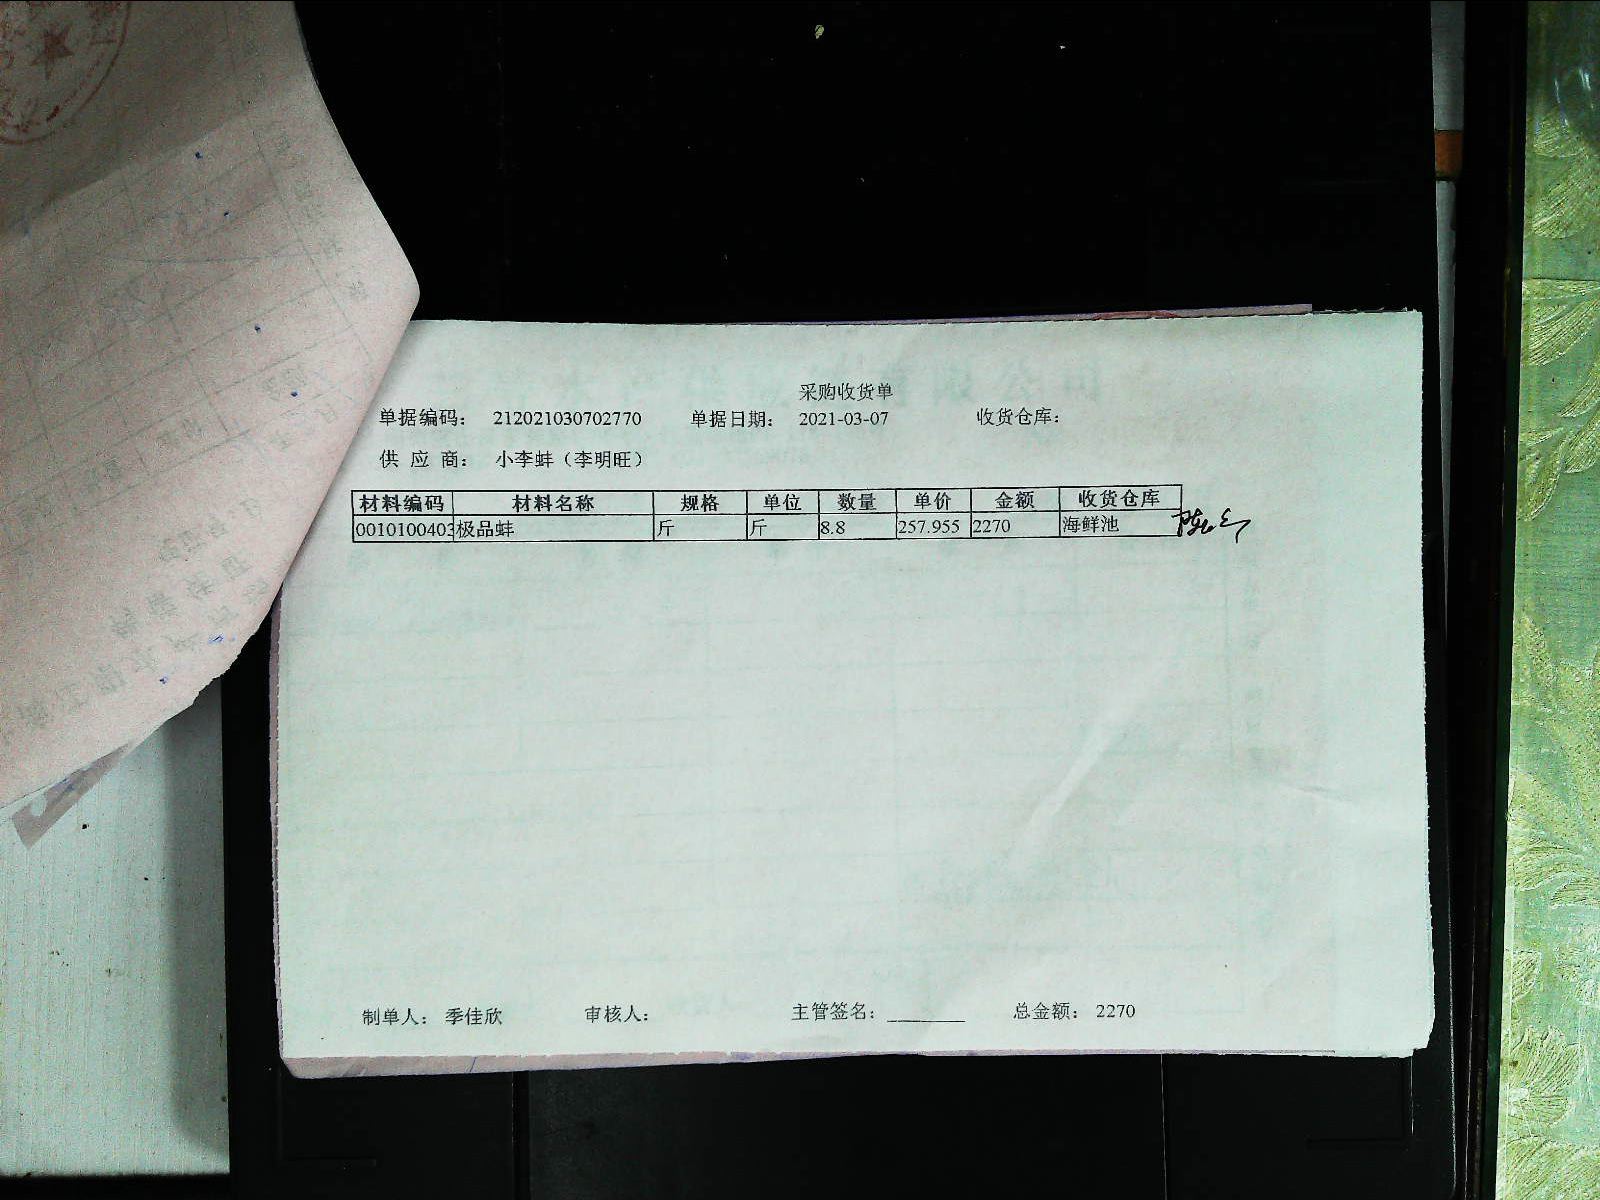 采购收货单
单据编码： 212021030702770 单据日期： 2021-03-07 收货仓库：
供 应 商： 小李蚌（李明旺）
材料编码 材料名称 规格 单位 数量 单价 金额 收货仓库
0010100403 极品蚌 斤 斤 8.8 257.955 2270 海鲜池
制单人： 季佳欣 审核人： 主管签名： 总金额： 2270